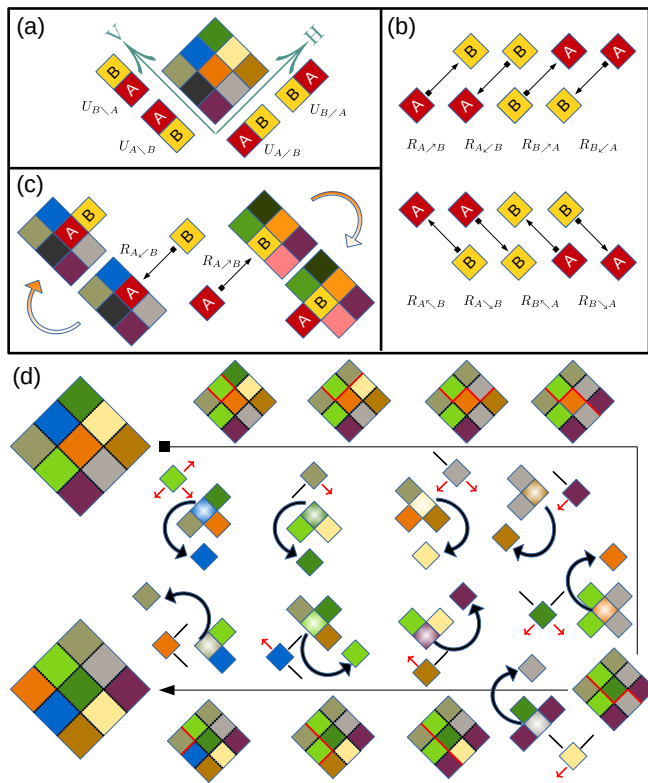 (a)
V
H
B
A
A
B
A
B
B
A
U_{B↘A}
U_{A↘B}
U_{A╱B}
U_{B╱A}
(b)
B
B
A
A
A
A
B
B
R_{A↗B} R_{A↙B} R_{B↗A} R_{B↙A}
A
A
B
B
B
B
A
A
R_{A↖B} R_{A↘B} R_{B↖A} R_{B↘A}
(c)
B
A
R_{A↙B}
B
A
R_{A↗B}
B
A
B
A
(d)